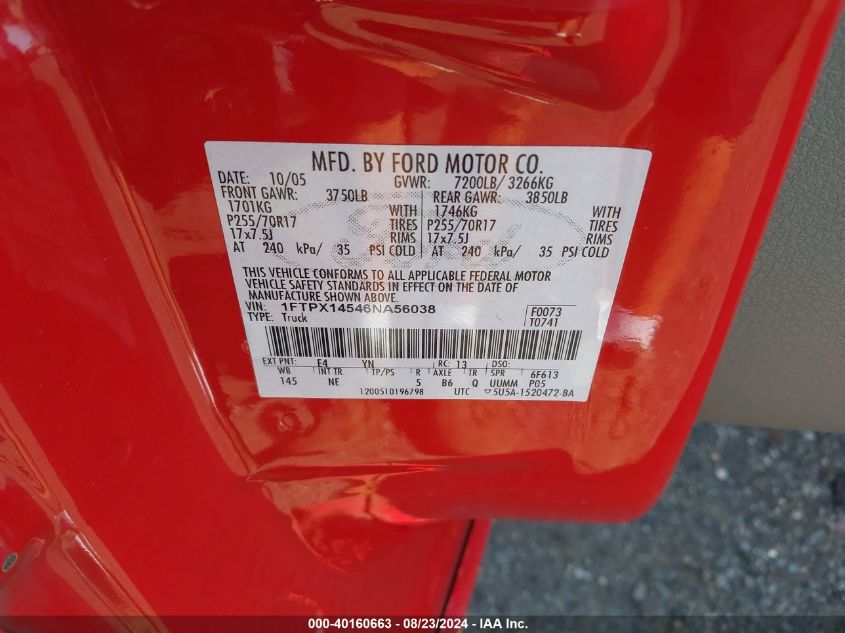 MFD. BY FORD MOTOR CO.
DATE: 10/05 GVWR: 7200LB/ 3266KG
FRONT GAWR: 3750LB REAR GAWR: 3850LB
1701KG WITH 1746KG WITH
P255/70R17 TIRES P255/70R17 TIRES
17x7.5J RIMS 17x7.5J RIMS
AT 240 kPa/ 35 PSI COLD AT 240 kPa/ 35 PSI COLD
THIS VEHICLE CONFORMS TO ALL APPLICABLE FEDERAL MOTOR
VEHICLE SAFETY STANDARDS IN EFFECT ON THE DATE OF
MANUFACTURE SHOWN ABOVE.
VIN: 1FTPX14546NA56038 F0073
TYPE: Truck T0741
EXT PNT: E4 YN RC: 13 DSO:
WB INT TR TP/PS R AXLE TR SPR 6F613
145 NE 5 B6 Q UUMM P05
1200510196798 UTC 5U5A-1520472-BA
000-40160663 - 08/23/2024 - IAA Inc.